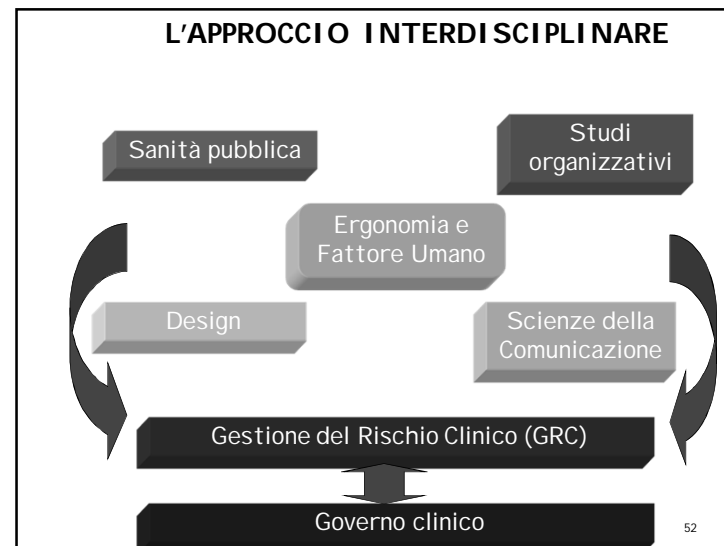 L'APPROCCIO INTERDISCIPLINARE
Sanità pubblica
Studi
organizzativi
Ergonomia e
Fattore Umano
Design
Scienze della
Comunicazione
Gestione del Rischio Clinico (GRC)
Governo clinico
52